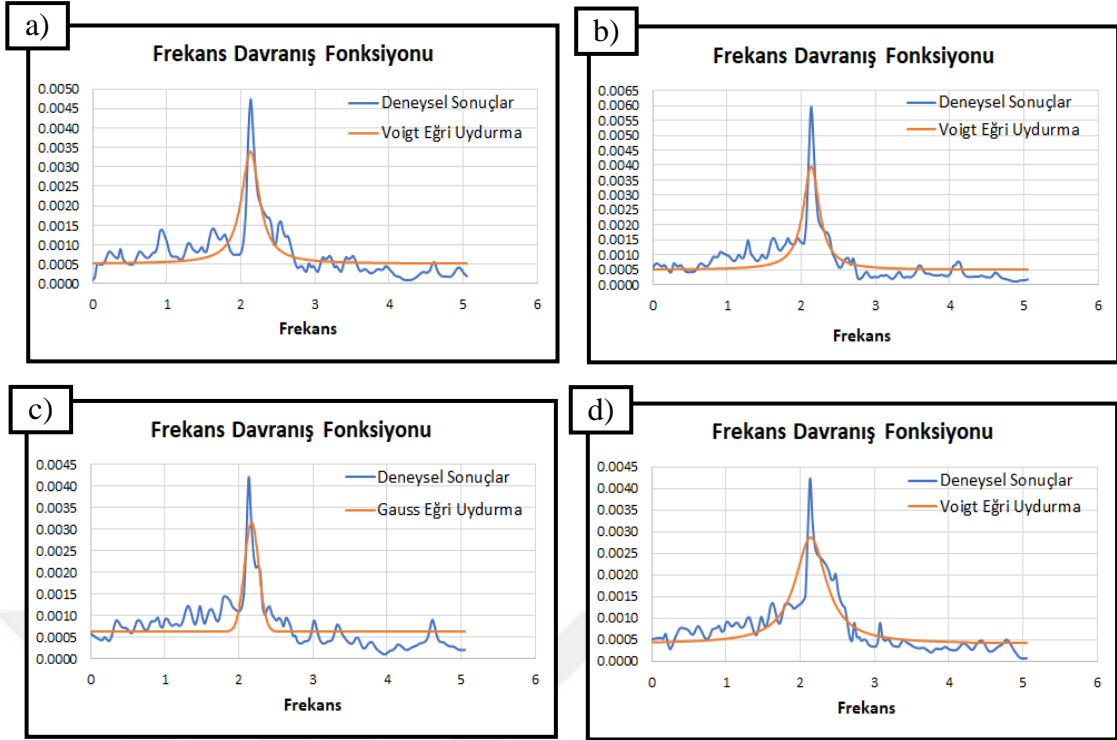 a)
Frekans Davranış Fonksiyonu
0.0050
0.0045
0.0040
0.0035
0.0030
0.0025
0.0020
0.0015
0.0010
0.0005
0.0000
Deneysel Sonuçlar
Voigt Eğri Uydurma
0 1 2 3 4 5 6
Frekans
b)
Frekans Davranış Fonksiyonu
0.0065
0.0060
0.0055
0.0050
0.0045
0.0040
0.0035
0.0030
0.0025
0.0020
0.0015
0.0010
0.0005
0.0000
Deneysel Sonuçlar
Voigt Eğri Uydurma
0 1 2 3 4 5 6
Frekans
c)
Frekans Davranış Fonksiyonu
0.0045
0.0040
0.0035
0.0030
0.0025
0.0020
0.0015
0.0010
0.0005
0.0000
Deneysel Sonuçlar
Gauss Eğri Uydurma
0 1 2 3 4 5 6
Frekans
d)
Frekans Davranış Fonksiyonu
0.0045
0.0040
0.0035
0.0030
0.0025
0.0020
0.0015
0.0010
0.0005
0.0000
Deneysel Sonuçlar
Voigt Eğri Uydurma
0 1 2 3 4 5 6
Frekans